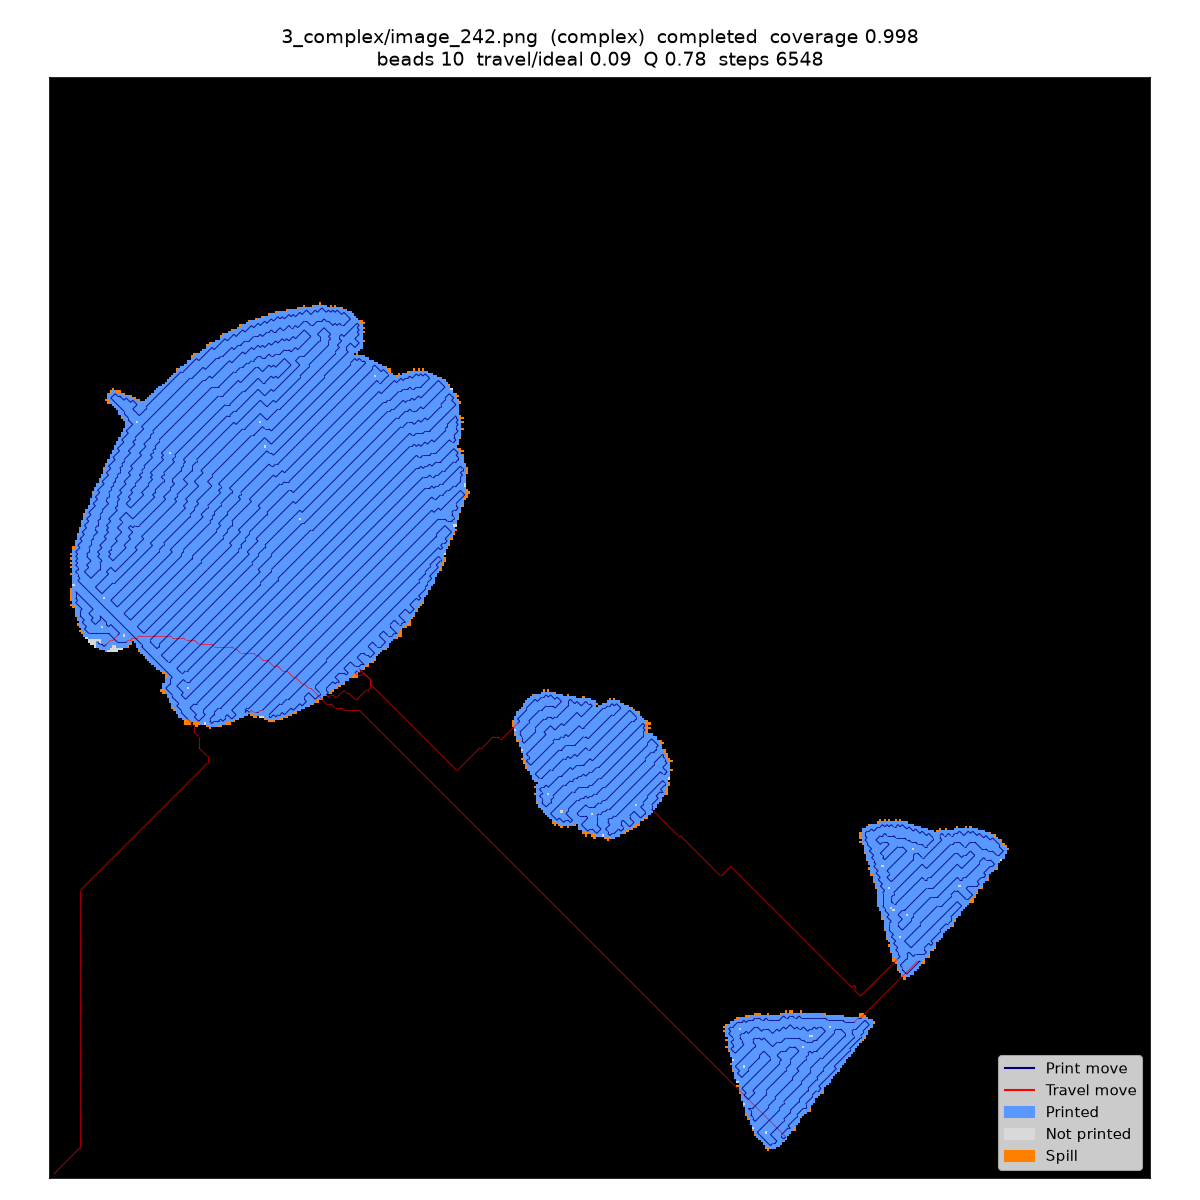 3_complex/image_242.png  (complex)  completed  coverage 0.998
beads 10  travel/ideal 0.09  Q 0.78  steps 6548
Print move
Travel move
Printed
Not printed
Spill